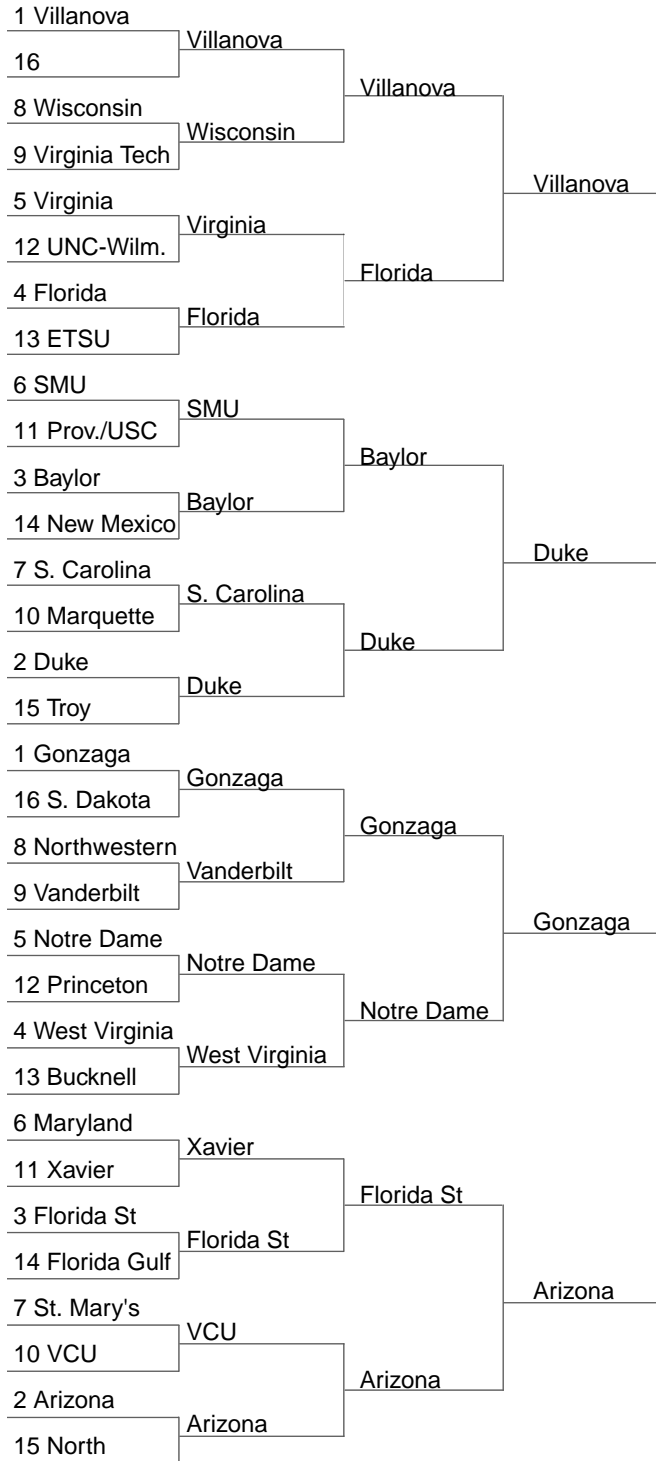 1 Villanova
16
8 Wisconsin
9 Virginia Tech
5 Virginia
12 UNC-Wilm.
4 Florida
13 ETSU
6 SMU
11 Prov./USC
3 Baylor
14 New Mexico
7 S. Carolina
10 Marquette
2 Duke
15 Troy
1 Gonzaga
16 S. Dakota
8 Northwestern
9 Vanderbilt
5 Notre Dame
12 Princeton
4 West Virginia
13 Bucknell
6 Maryland
11 Xavier
3 Florida St
14 Florida Gulf
7 St. Mary's
10 VCU
2 Arizona
15 North
Villanova
Wisconsin
Virginia
Florida
SMU
Baylor
S. Carolina
Duke
Gonzaga
Vanderbilt
Notre Dame
West Virginia
Xavier
Florida St
VCU
Arizona
Villanova
Florida
Baylor
Duke
Gonzaga
Notre Dame
Florida St
Arizona
Villanova
Duke
Gonzaga
Arizona